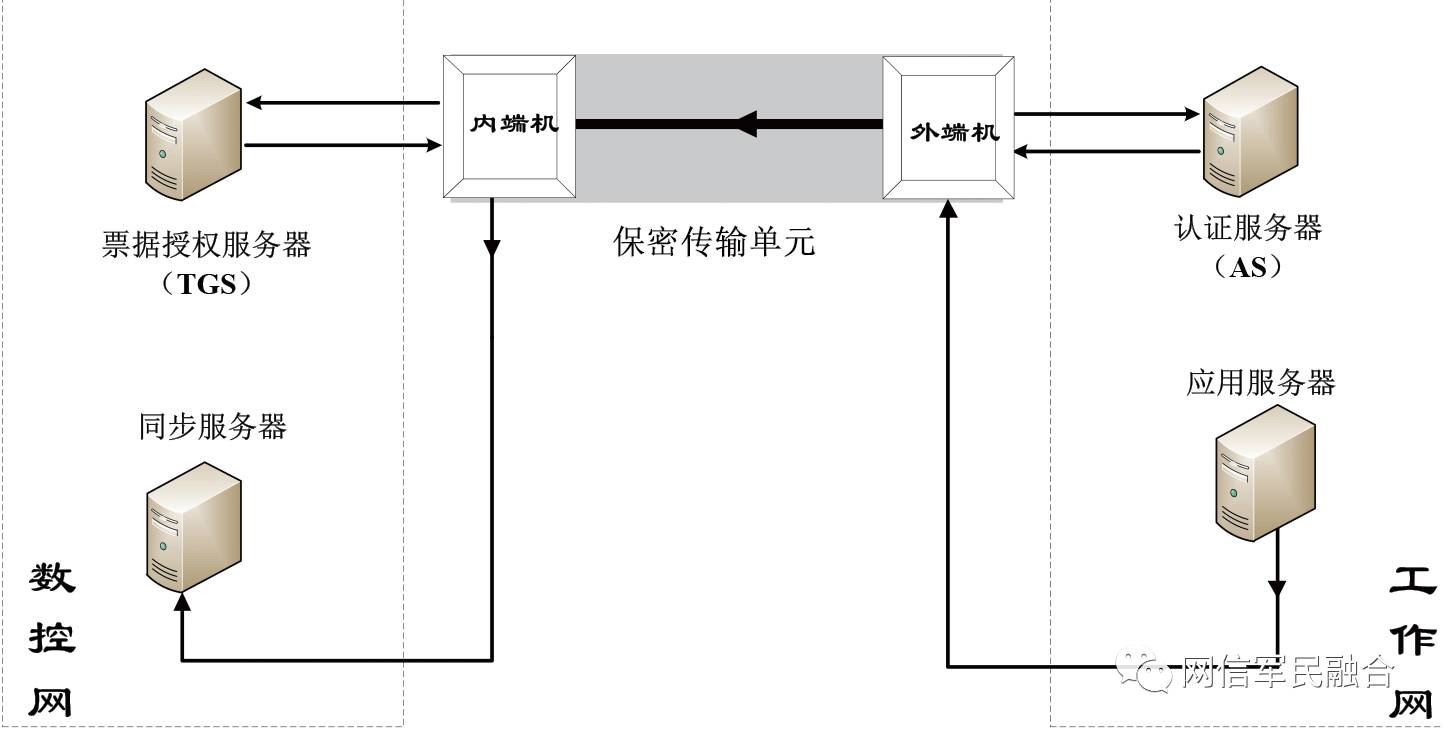 内端机
外端机
票据授权服务器
（TGS）
保密传输单元
认证服务器
（AS）
同步服务器
应用服务器
数控网
工作网
网信军民融合